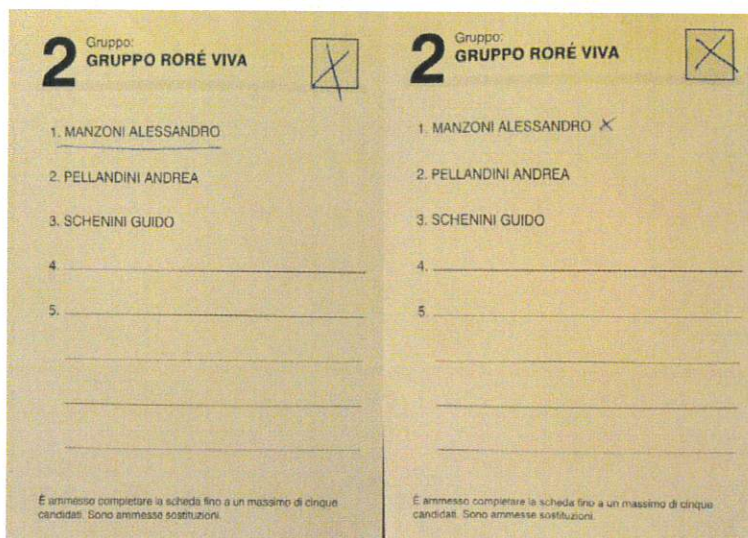 2 Gruppo:
GRUPPO RORÉ VIVA
1. MANZONI ALESSANDRO
2. PELLANDINI ANDREA
3. SCHENINI GUIDO
4.
5.
È ammesso completare la scheda fino a un massimo di cinque
candidati. Sono ammesse sostituzioni.
2 Gruppo:
GRUPPO RORÉ VIVA
1. MANZONI ALESSANDRO X
2. PELLANDINI ANDREA
3. SCHENINI GUIDO
4.
5.
È ammesso completare la scheda fino a un massimo di cinque
candidati. Sono ammesse sostituzioni.